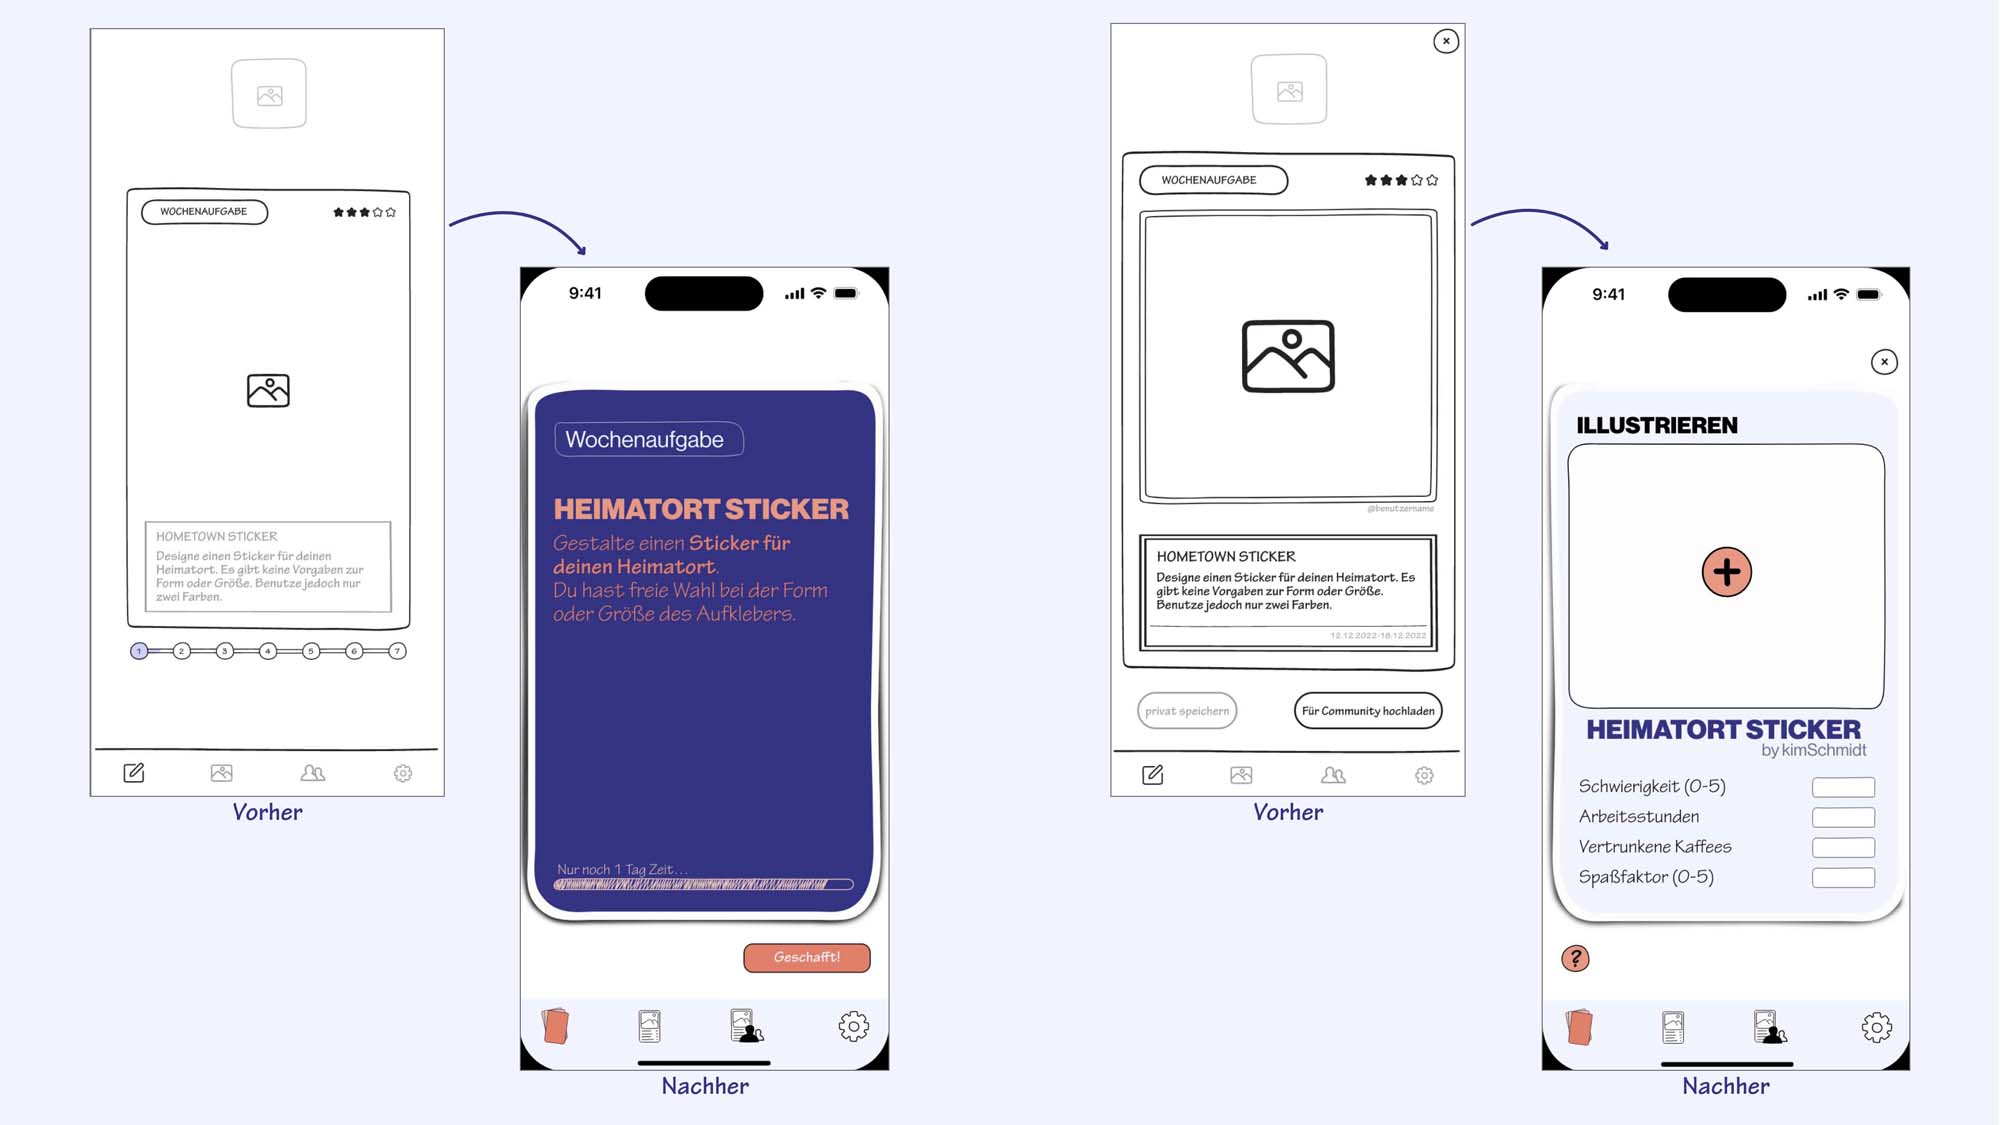 WOCHENAUFGABE
HOMETOWN STICKER
Designe einen Sticker für deinen
Heimatort. Es gibt keine Vorgaben zur
Form oder Größe. Benutze jedoch nur
zwei Farben.
1 2 3 4 5 6 7
Vorher
9:41
Wochenaufgabe
HEIMATORT STICKER
Gestalte einen Sticker für
deinen Heimatort.
Du hast freie Wahl bei der Form
oder Größe des Aufklebers.
Nur noch 1 Tag Zeit...
Geschafft!
Nachher
WOCHENAUFGABE
@benutzername
HOMETOWN STICKER
Designe einen Sticker für deinen Heimatort. Es
gibt keine Vorgaben zur Form oder Größe.
Benutze jedoch nur zwei Farben.
12.12.2022-18.12.2022
privat speichern
Für Community hochladen
Vorher
9:41
ILLUSTRIEREN
HEIMATORT STICKER
by kimSchmidt
Schwierigkeit (0-5)
Arbeitsstunden
Vertrunkene Kaffees
Spaßfaktor (0-5)
?
Nachher